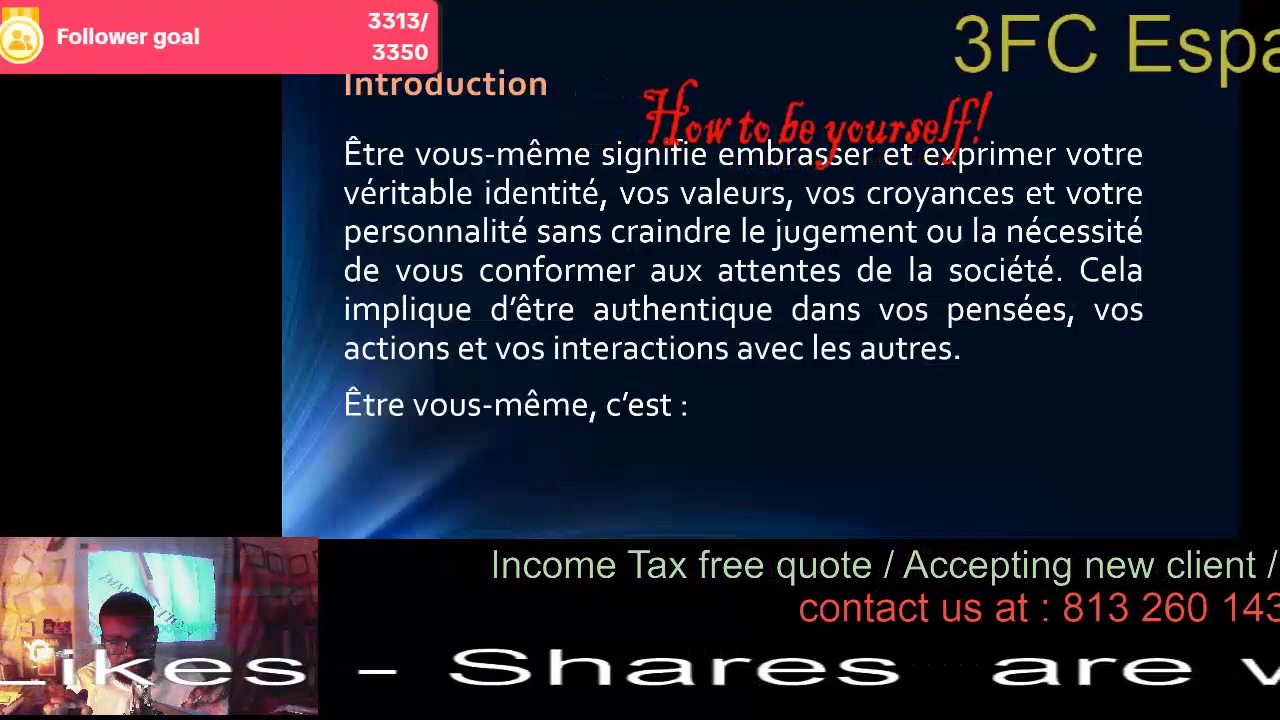 Follower goal
3313/
3350
3FC Espa
Introduction
How to be yourself!
Être vous-même signifie embrasser et exprimer votre
véritable identité, vos valeurs, vos croyances et votre
personnalité sans craindre le jugement ou la nécessité
de vous conformer aux attentes de la société. Cela
implique d’être authentique dans vos pensées, vos
actions et vos interactions avec les autres.
Être vous-même, c’est :
Income Tax free quote / Accepting new client /
contact us at : 813 260 143
Likes - Shares are v